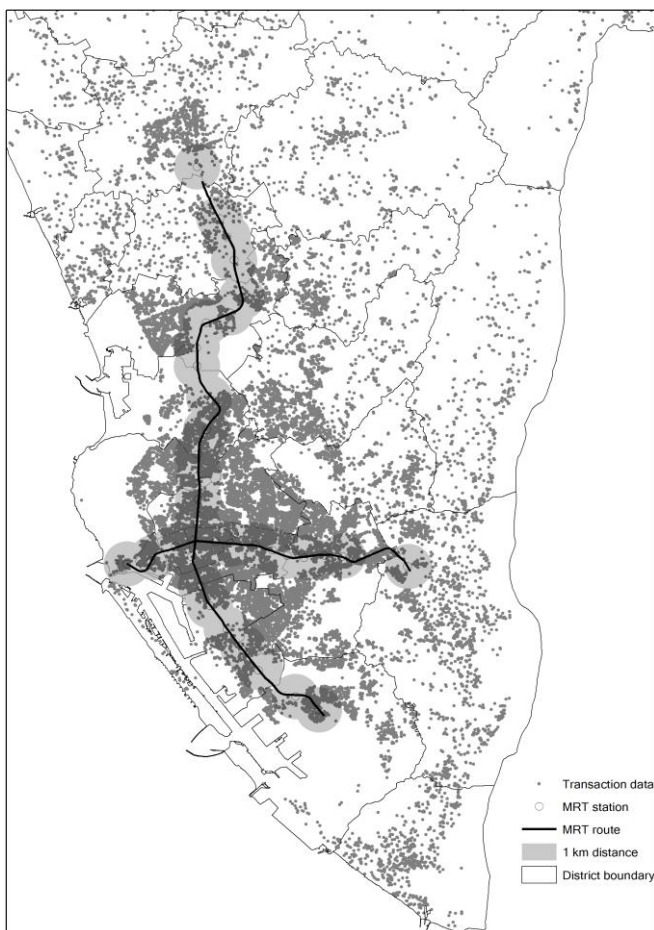 Transaction data
MRT station
MRT route
1 km distance
District boundary